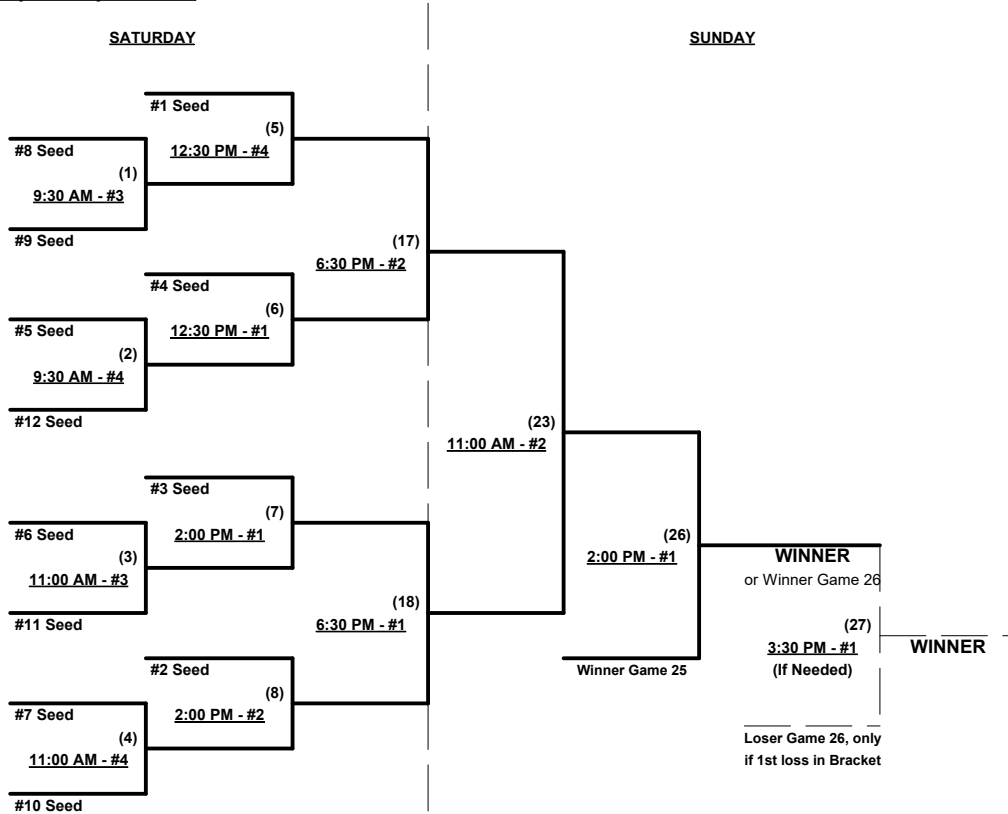 SATURDAY
SUNDAY
#1 Seed
(5)
12:30 PM - #4
#8 Seed
(1)
9:30 AM - #3
#9 Seed
(17)
6:30 PM - #2
#4 Seed
(6)
12:30 PM - #1
#5 Seed
(2)
9:30 AM - #4
#12 Seed
(23)
11:00 AM - #2
#3 Seed
(7)
2:00 PM - #1
#6 Seed
(3)
11:00 AM - #3
#11 Seed
(18)
6:30 PM - #1
#2 Seed
(8)
2:00 PM - #2
#7 Seed
(4)
11:00 AM - #4
#10 Seed
(26)
2:00 PM - #1
Winner Game 25
WINNER
or Winner Game 26
(27)
3:30 PM - #1
(If Needed)
WINNER
Loser Game 26, only
if 1st loss in Bracket